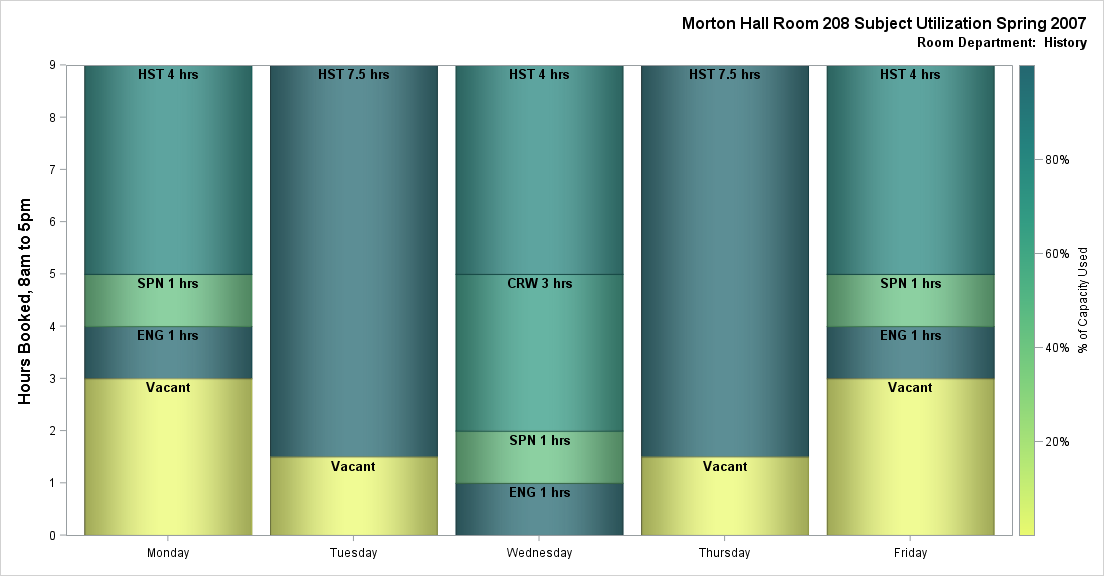 Morton Hall Room 208 Subject Utilization Spring 2007
Room Department: History
Hours Booked, 8am to 5pm
9
8
7
6
5
4
3
2
1
0
HST 4 hrs
SPN 1 hrs
ENG 1 hrs
Vacant
HST 7.5 hrs
Vacant
HST 4 hrs
CRW 3 hrs
SPN 1 hrs
ENG 1 hrs
HST 7.5 hrs
Vacant
HST 4 hrs
SPN 1 hrs
ENG 1 hrs
Vacant
Monday
Tuesday
Wednesday
Thursday
Friday
80%
60%
40%
20%
% of Capacity Used